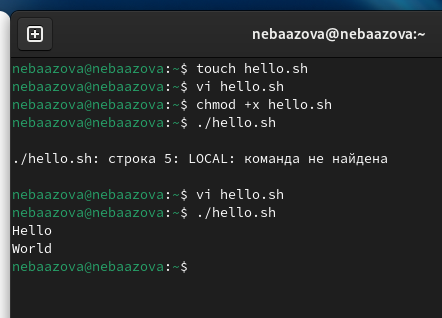 nebaazova@nebaazova:~
nebaazova@nebaazova:~$ touch hello.sh
nebaazova@nebaazova:~$ vi hello.sh
nebaazova@nebaazova:~$ chmod +x hello.sh
nebaazova@nebaazova:~$ ./hello.sh
./hello.sh: строка 5: LOCAL: команда не найдена
nebaazova@nebaazova:~$ vi hello.sh
nebaazova@nebaazova:~$ ./hello.sh
Hello
World
nebaazova@nebaazova:~$